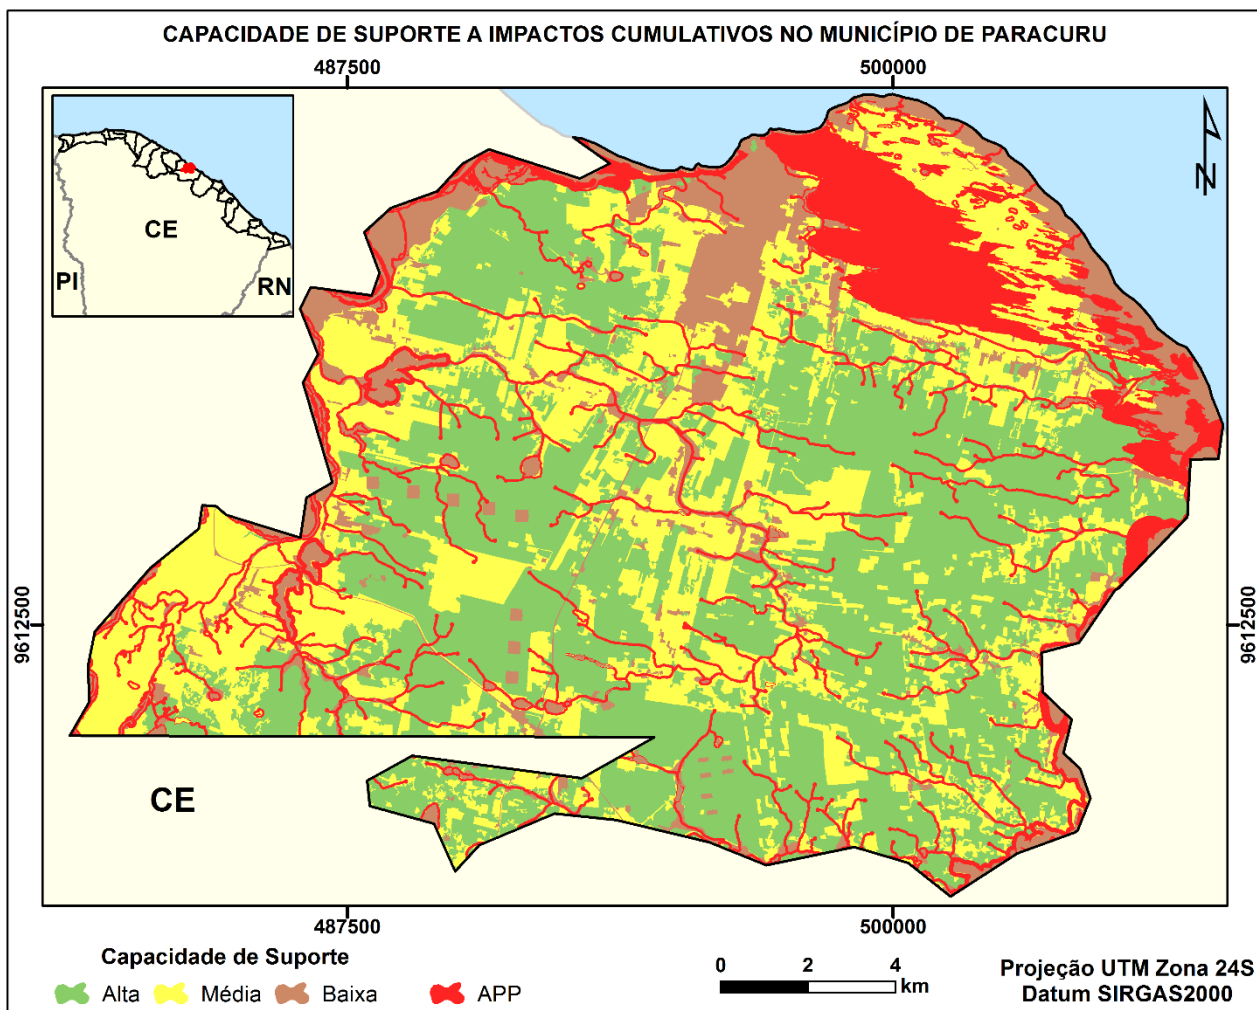 CAPACIDADE DE SUPORTE A IMPACTOS CUMULATIVOS NO MUNICÍPIO DE PARACURU
487500
500000
CE
PI
RN
N
9612500
9612500
CE
487500
500000
Capacidade de Suporte
Alta
Média
Baixa
APP
0
2
4
km
Projeção UTM Zona 24S
Datum SIRGAS2000